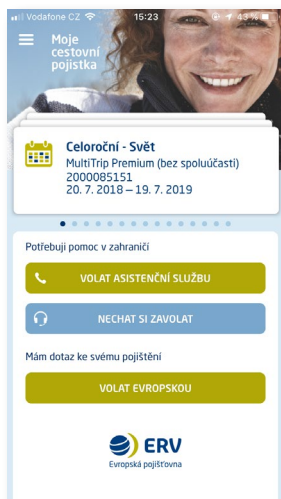 Vodafone CZ 15:23 43 %
Moje
cestovní
pojistka
Celoroční - Svět
MultiTrip Premium (bez spoluúčasti)
2000085151
20. 7. 2018 – 19. 7. 2019
Potřebuji pomoc v zahraničí
VOLAT ASISTENČNÍ SLUŽBU
NECHAT SI ZAVOLAT
Mám dotaz ke svému pojištění
VOLAT EVROPSKOU
ERV
Evropská pojišťovna